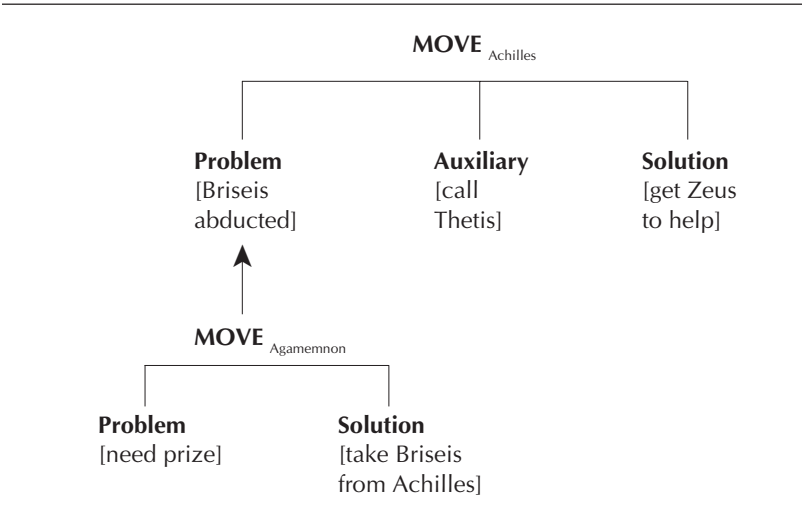 MOVE Achilles
Problem Auxiliary Solution
[Briseis [call [get Zeus
abducted] Thetis] to help]
MOVE Agamemnon
Problem Solution
[need prize] [take Briseis
from Achilles]